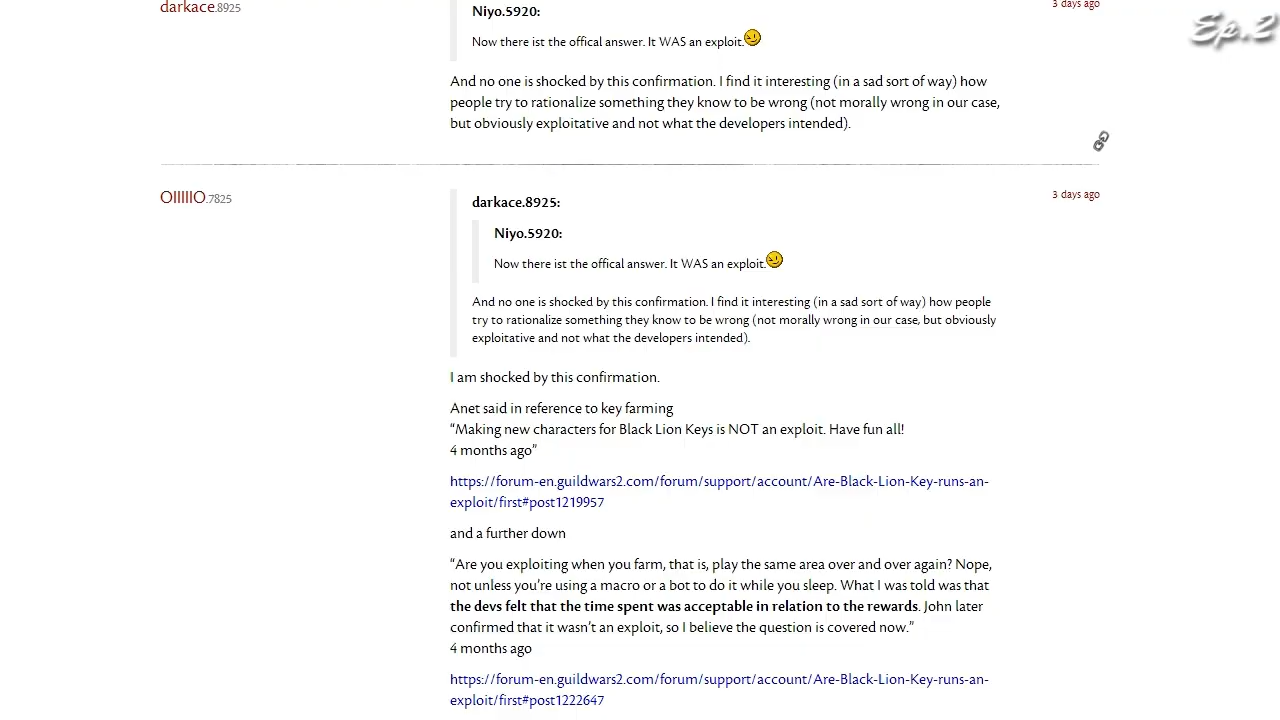 darkace.8925
3 days ago
Ep.2
Niyo.5920:
Now there ist the offical answer. It WAS an exploit.
And no one is shocked by this confirmation. I find it interesting (in a sad sort of way) how
people try to rationalize something they know to be wrong (not morally wrong in our case,
but obviously exploitative and not what the developers intended).
OIIIIIO.7825
3 days ago
darkace.8925:
Niyo.5920:
Now there ist the offical answer. It WAS an exploit.
And no one is shocked by this confirmation. I find it interesting (in a sad sort of way) how people
try to rationalize something they know to be wrong (not morally wrong in our case, but obviously
exploitative and not what the developers intended).
I am shocked by this confirmation.
Anet said in reference to key farming
“Making new characters for Black Lion Keys is NOT an exploit. Have fun all!
4 months ago”
https://forum-en.guildwars2.com/forum/support/account/Are-Black-Lion-Key-runs-an-
exploit/first#post1219957
and a further down
“Are you exploiting when you farm, that is, play the same area over and over again? Nope,
not unless you’re using a macro or a bot to do it while you sleep. What I was told was that
the devs felt that the time spent was acceptable in relation to the rewards. John later
confirmed that it wasn’t an exploit, so I believe the question is covered now.”
4 months ago
https://forum-en.guildwars2.com/forum/support/account/Are-Black-Lion-Key-runs-an-
exploit/first#post1222647